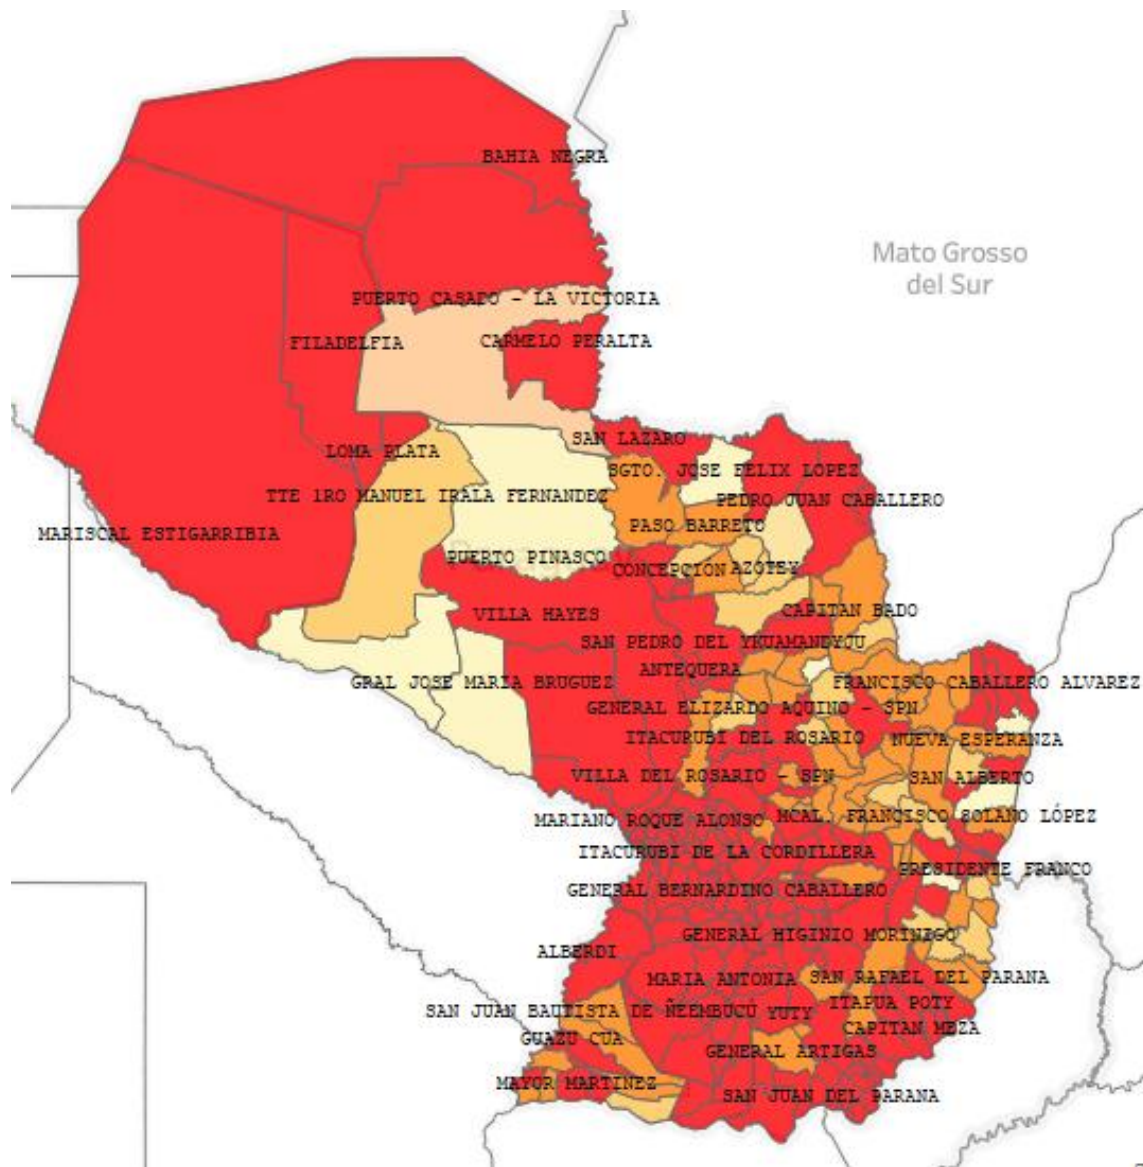 BAHIA NEGRA
Mato Grosso
del Sur
PUERTO CASADO - LA VICTORIA
FILADELFIA
CARMELO PERALTA
SAN LAZARO
LOMA PLATA
SGTO. JOSE FELIX LOPEZ
TTE 1RO MANUEL IRALA FERNANDEZ
PEDRO JUAN CABALLERO
PASO BARRETO
MARISCAL ESTIGARRIBIA
PUERTO PINASCO
CONCEPCIÓN
AZOTEY
VILLA HAYES
CAPITAN BADO
SAN PEDRO DEL YKUAMANDYJU
ANTEQUERA
GRAL JOSE MARIA BRUGUEZ
FRANCISCO CABALLERO ALVAREZ
GENERAL ELIZARDO AQUINO - SPN
ITACURUBI DEL ROSARIO
NUEVA ESPERANZA
VILLA DEL ROSARIO - SPN
SAN ALBERTO
MARIANO ROQUE ALONSO
MCAL. FRANCISCO SOLANO LÓPEZ
ITACURUBI DE LA CORDILLERA
PRESIDENTE FRANCO
GENERAL BERNARDINO CABALLERO
GENERAL HIGINIO MORINIGO
ALBERDI
MARIA ANTONIA
SAN RAFAEL DEL PARANA
ITAPUA POTY
SAN JUAN BAUTISTA DE ÑEEMBUCÚ
YUTY
CAPITAN MEZA
GUAZU CUA
GENERAL ARTIGAS
MAYOR MARTINEZ
SAN JUAN DEL PARANA